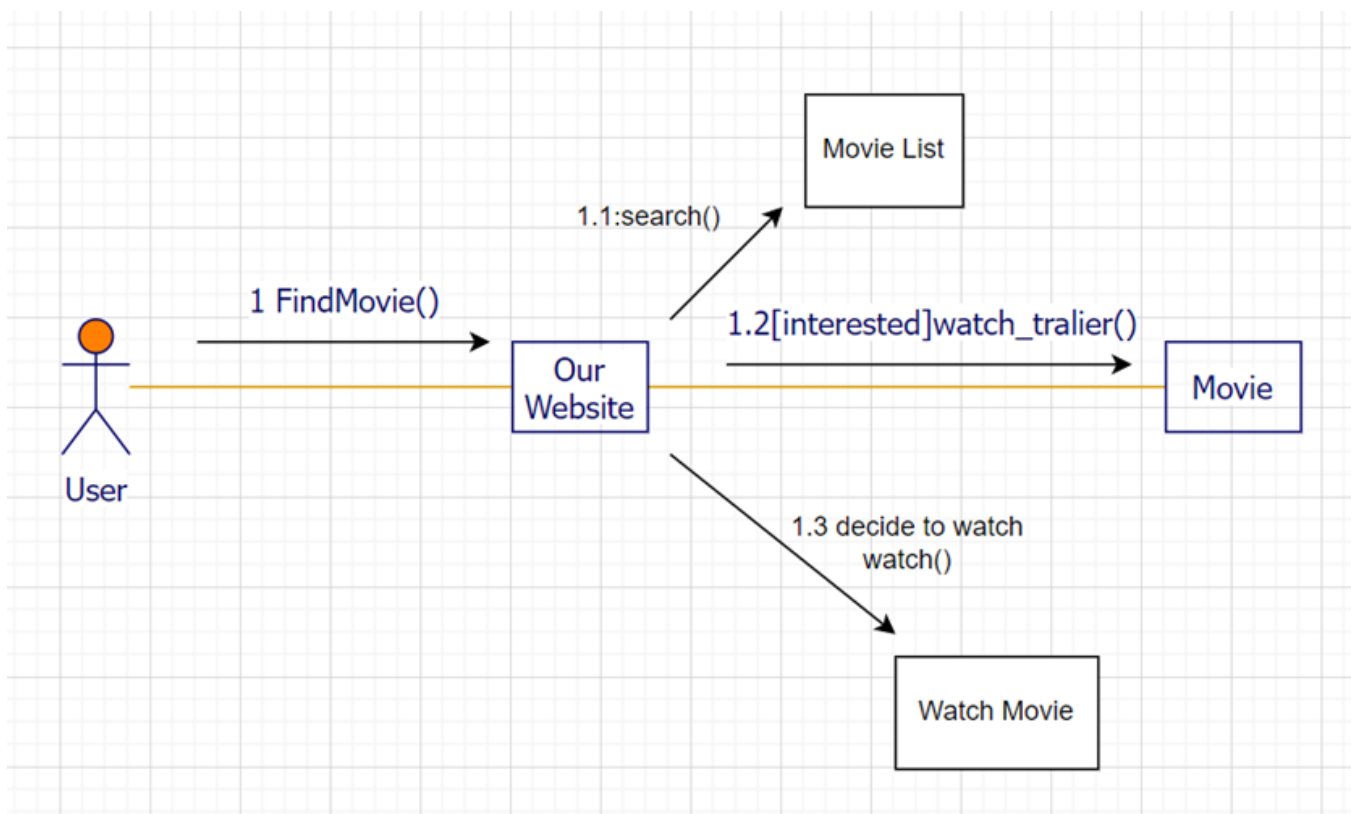 Movie List
1.1:search()
1 FindMovie()
1.2[interested]watch_tralier()
Our
Website
Movie
User
1.3 decide to watch
watch()
Watch Movie